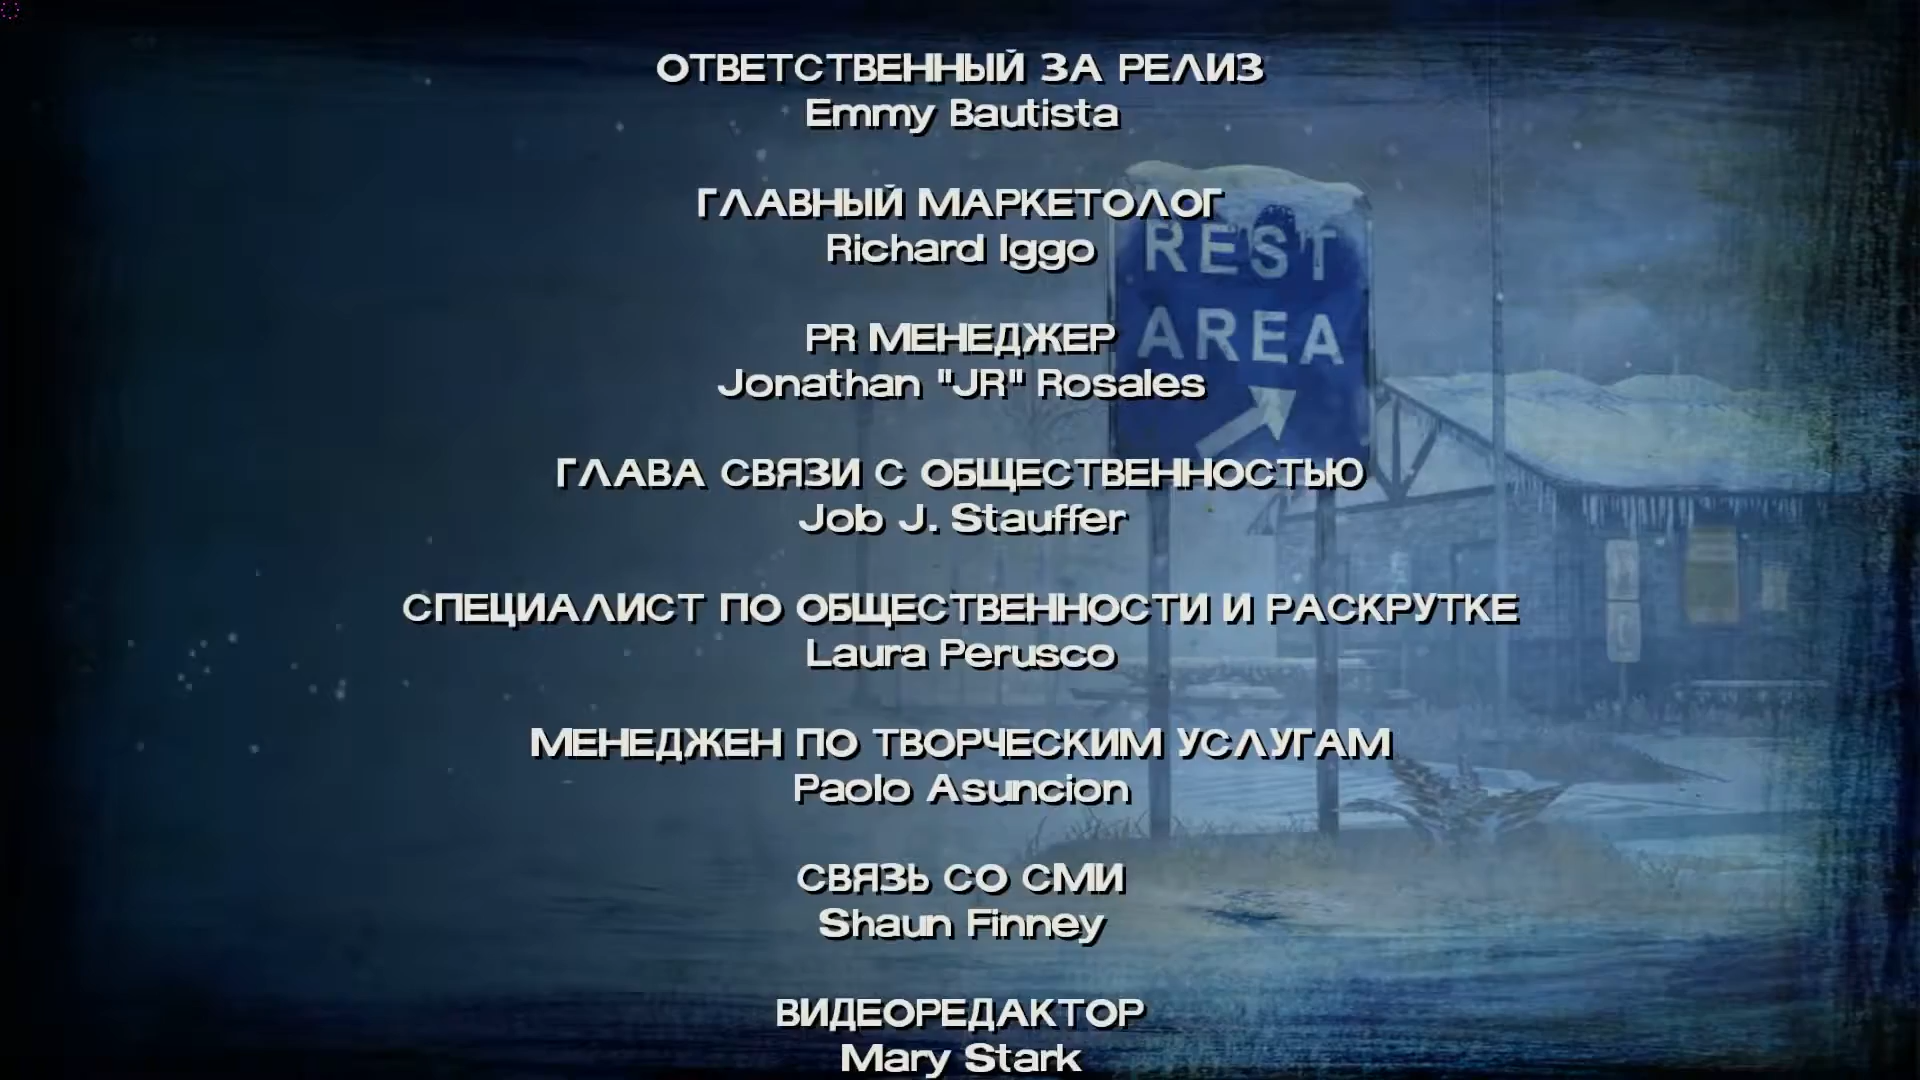 ОТВЕТСТВЕННЫЙ ЗА РЕЛИЗ
Emmy Bautista
ГЛАВНЫЙ МАРКЕТОЛОГ
Richard Iggo
REST
AREA
PR МЕНЕДЖЕР
Jonathan "JR" Rosales
ГЛАВА СВЯЗИ С ОБЩЕСТВЕННОСТЬЮ
Job J. Stauffer
СПЕЦИАЛИСТ ПО ОБЩЕСТВЕННОСТИ И РАСКРУТКЕ
Laura Perusco
МЕНЕДЖЕН ПО ТВОРЧЕСКИМ УСЛУГАМ
Paolo Asuncion
СВЯЗЬ СО СМИ
Shaun Finney
ВИДЕОРЕДАКТОР
Mary Stark